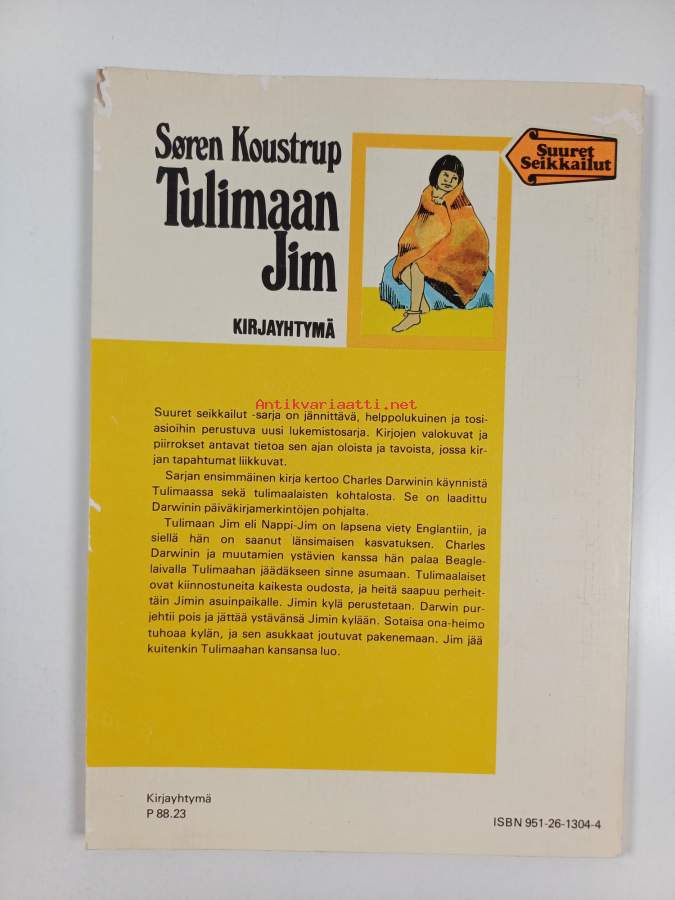 Søren Koustrup
Tulimaan
Jim
KIRJAYHTYMÄ
Suuret
Seikkailut
Antikvariaatti.net
Suuret seikkailut -sarja on jännittävä, helppolukuinen ja tosi-
asioihin perustuva uusi lukemistosarja. Kirjojen valokuvat ja
piirrokset antavat tietoa sen ajan oloista ja tavoista, jossa kir-
jan tapahtumat liikkuvat.
Sarjan ensimmäinen kirja kertoo Charles Darwinin käynnistä
Tulimaassa sekä tulimaalaisten kohtalosta. Se on laadittu
Darwinin päiväkirjamerkintöjen pohjalta.
Tulimaan Jim eli Nappi-Jim on lapsena viety Englantiin, ja
siellä hän on saanut länsimaisen kasvatuksen. Charles
Darwinin ja muutamien ystävien kanssa hän palaa Beagle-
laivalla Tulimaahan jäädäkseen sinne asumaan. Tulimaalaiset
ovat kiinnostuneita kaikesta oudosta, ja heitä saapuu perheit-
täin Jimin asuinpaikalle. Jimin kylä perustetaan. Darwin pur-
jehtii pois ja jättää ystävänsä Jimin kylään. Sotaisa ona-heimo
tuhoaa kylän, ja sen asukkaat joutuvat pakenemaan. Jim jää
kuitenkin Tulimaahan kansansa luo.
Kirjayhtymä
P 88.23
ISBN 951-26-1304-4